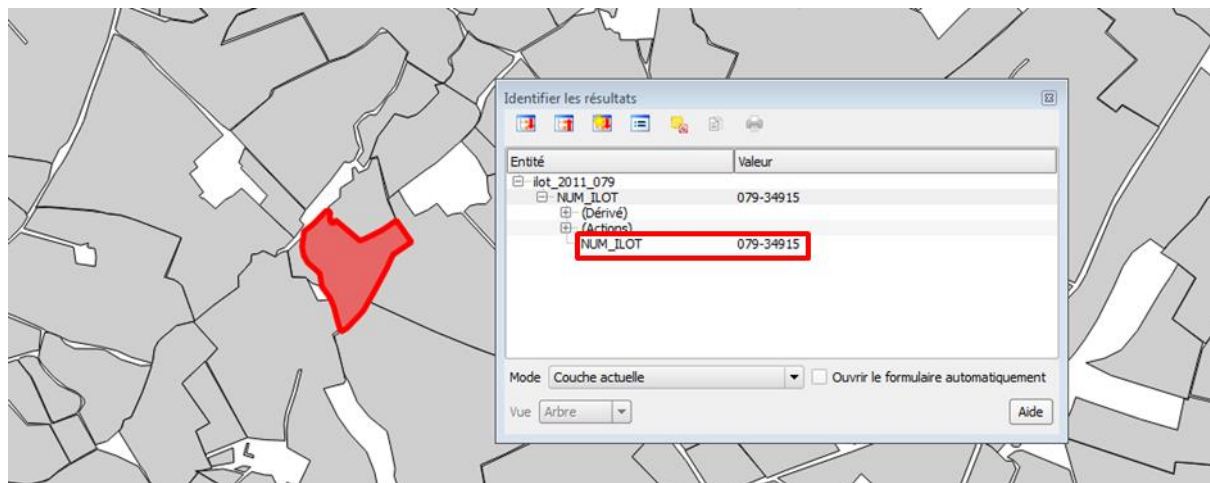 Identifier les résultats
Entité Valeur
ilot_2011_079
NUM_ILOT 079-34915
(Dérivé)
(Actions)
NUM_ILOT 079-34915
Mode Couche actuelle Ouvrir le formulaire automatiquement
Vue Arbre Aide